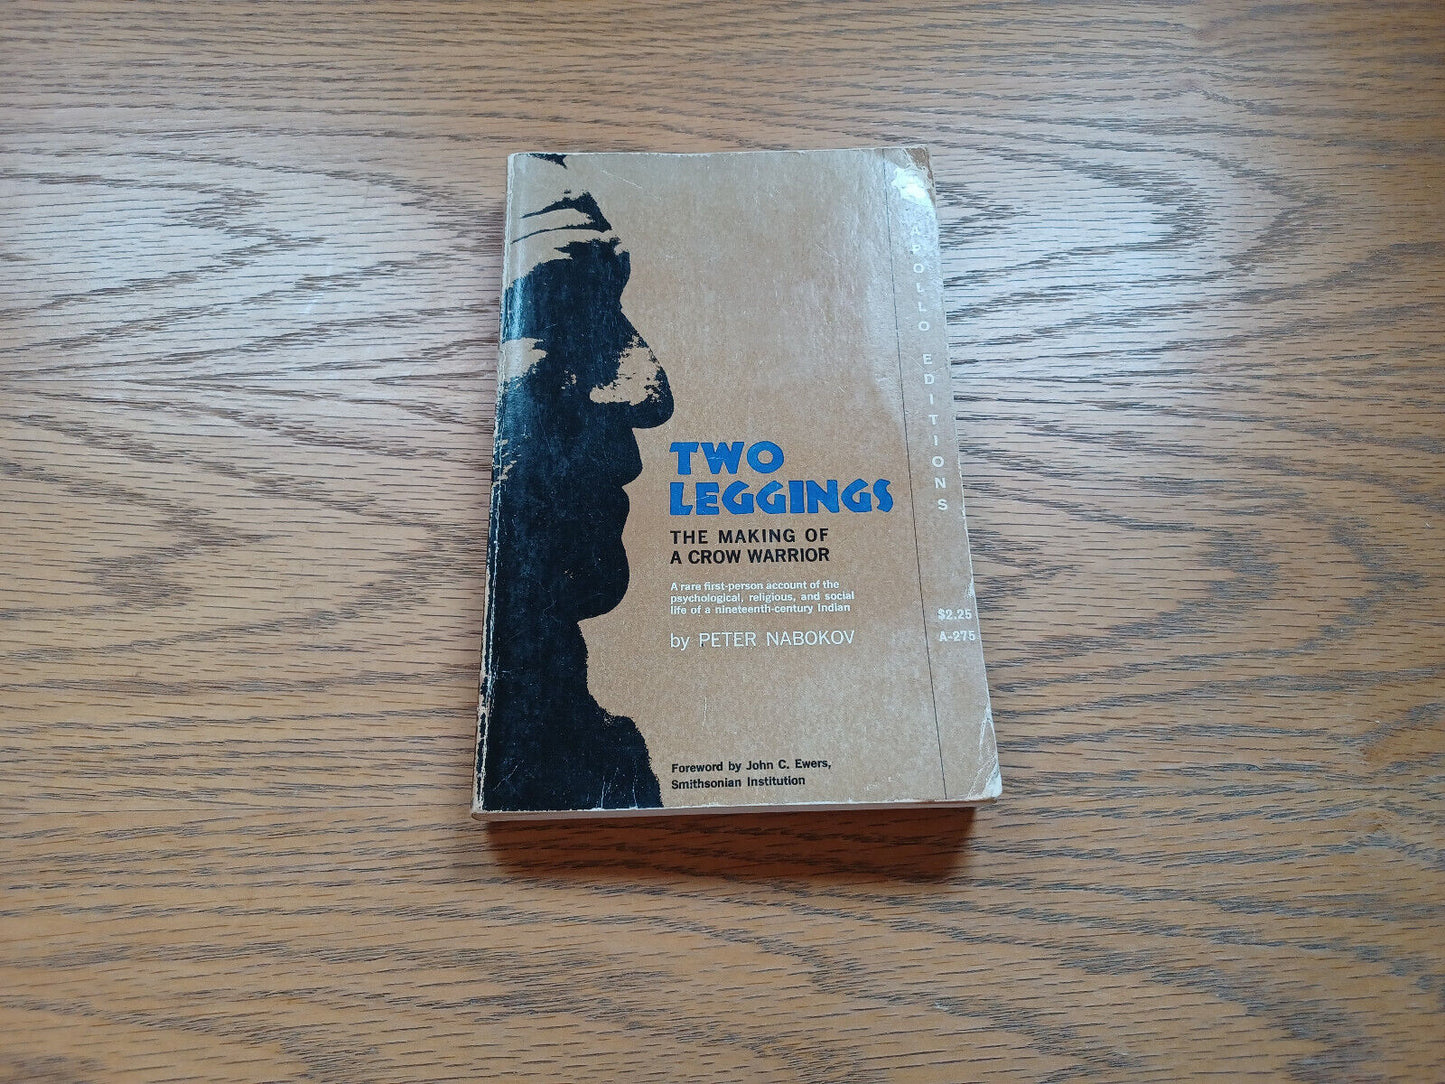 TWO
LEGGINGS
THE MAKING OF
A CROW WARRIOR
A rare first-person account of the
psychological, religious, and social
life of a nineteenth-century Indian
by PETER NABOKOV
Foreword by John C. Ewers,
Smithsonian Institution
APOLLO EDITIONS
$2.25
A-275